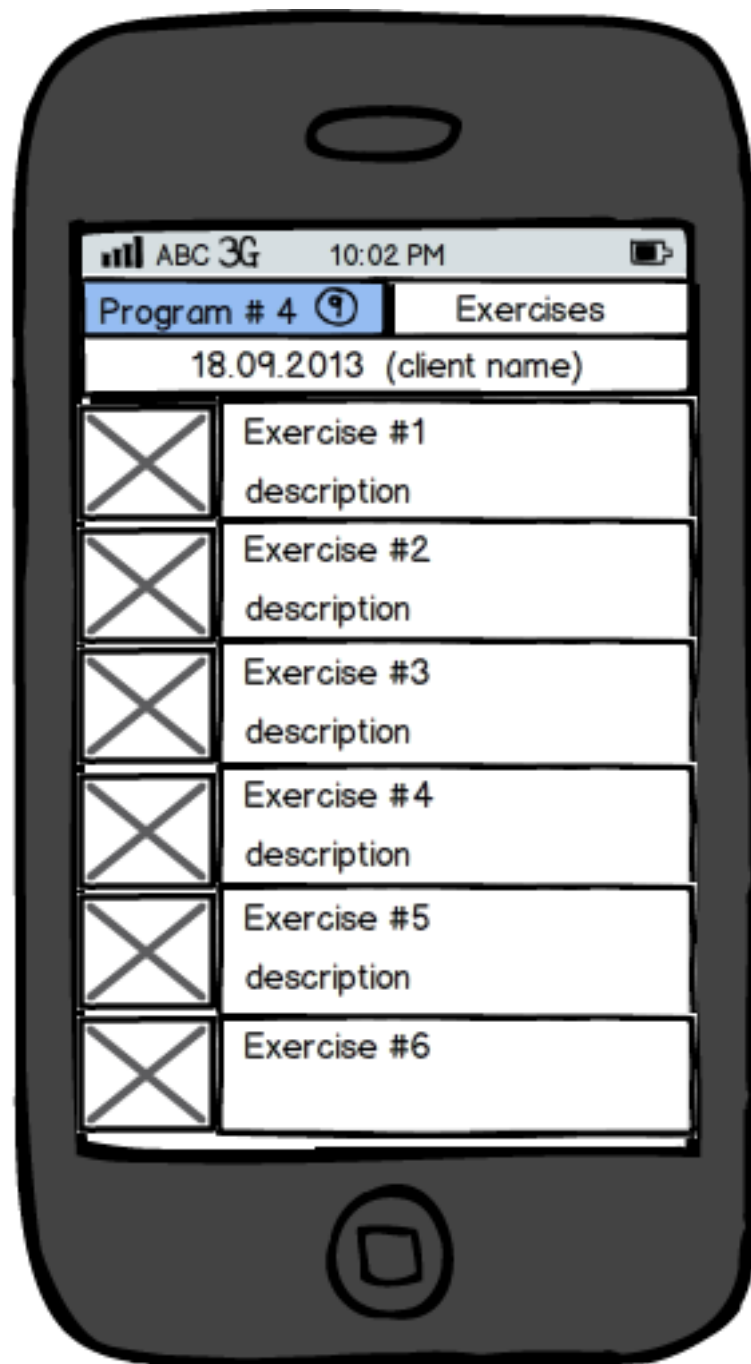 ABC 3G 10:02 PM
Program # 4 9 Exercises
18.09.2013 (client name)
Exercise #1
description
Exercise #2
description
Exercise #3
description
Exercise #4
description
Exercise #5
description
Exercise #6